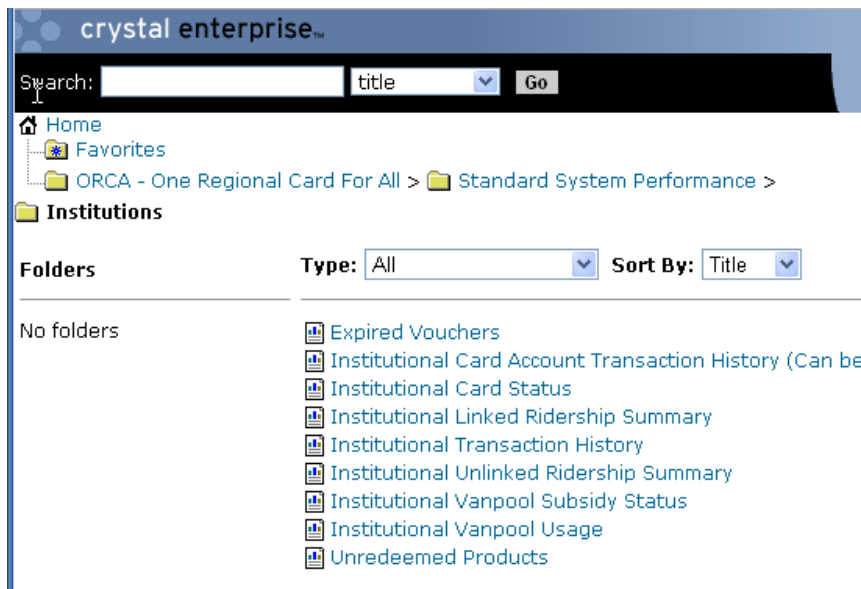 crystal enterprise™
Search: title Go
Home
Favorites
ORCA - One Regional Card For All > Standard System Performance >
Institutions
Folders Type: All Sort By: Title
No folders
Expired Vouchers
Institutional Card Account Transaction History (Can be
Institutional Card Status
Institutional Linked Ridership Summary
Institutional Transaction History
Institutional Unlinked Ridership Summary
Institutional Vanpool Subsidy Status
Institutional Vanpool Usage
Unredeemed Products